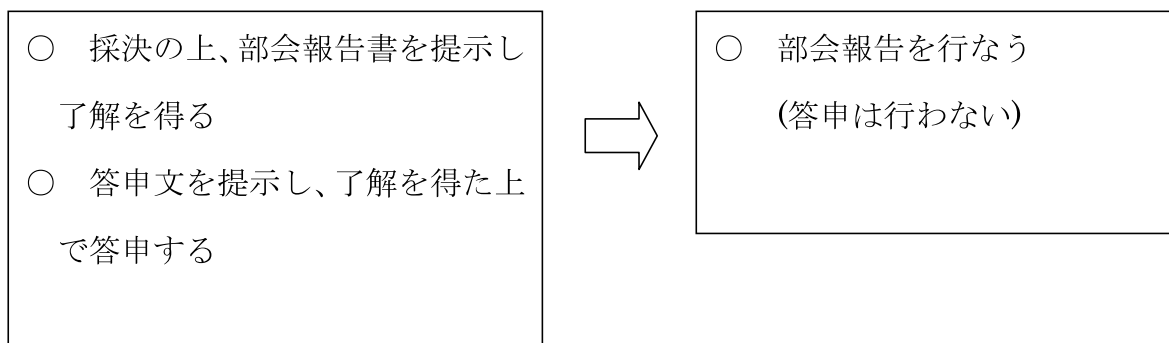 ○　採決の上、部会報告書を提示し
了解を得る
○　答申文を提示し、了解を得た上
で答申する
○　部会報告を行なう
(答申は行わない)